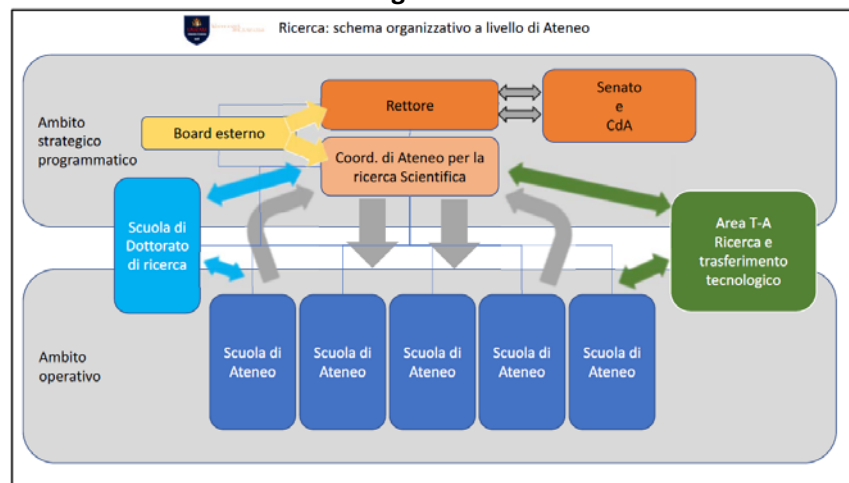 Ricerca: schema organizzativo a livello di Ateneo
Ambito
strategico
programmatico
Board esterno
Rettore
Senato
e
CdA
Coord. di Ateneo per la
ricerca Scientifica
Scuola di
Dottorato
di ricerca
Area T-A
Ricerca e
trasferimento
tecnologico
Ambito
operativo
Scuola di
Ateneo
Scuola di
Ateneo
Scuola di
Ateneo
Scuola di
Ateneo
Scuola di
Ateneo